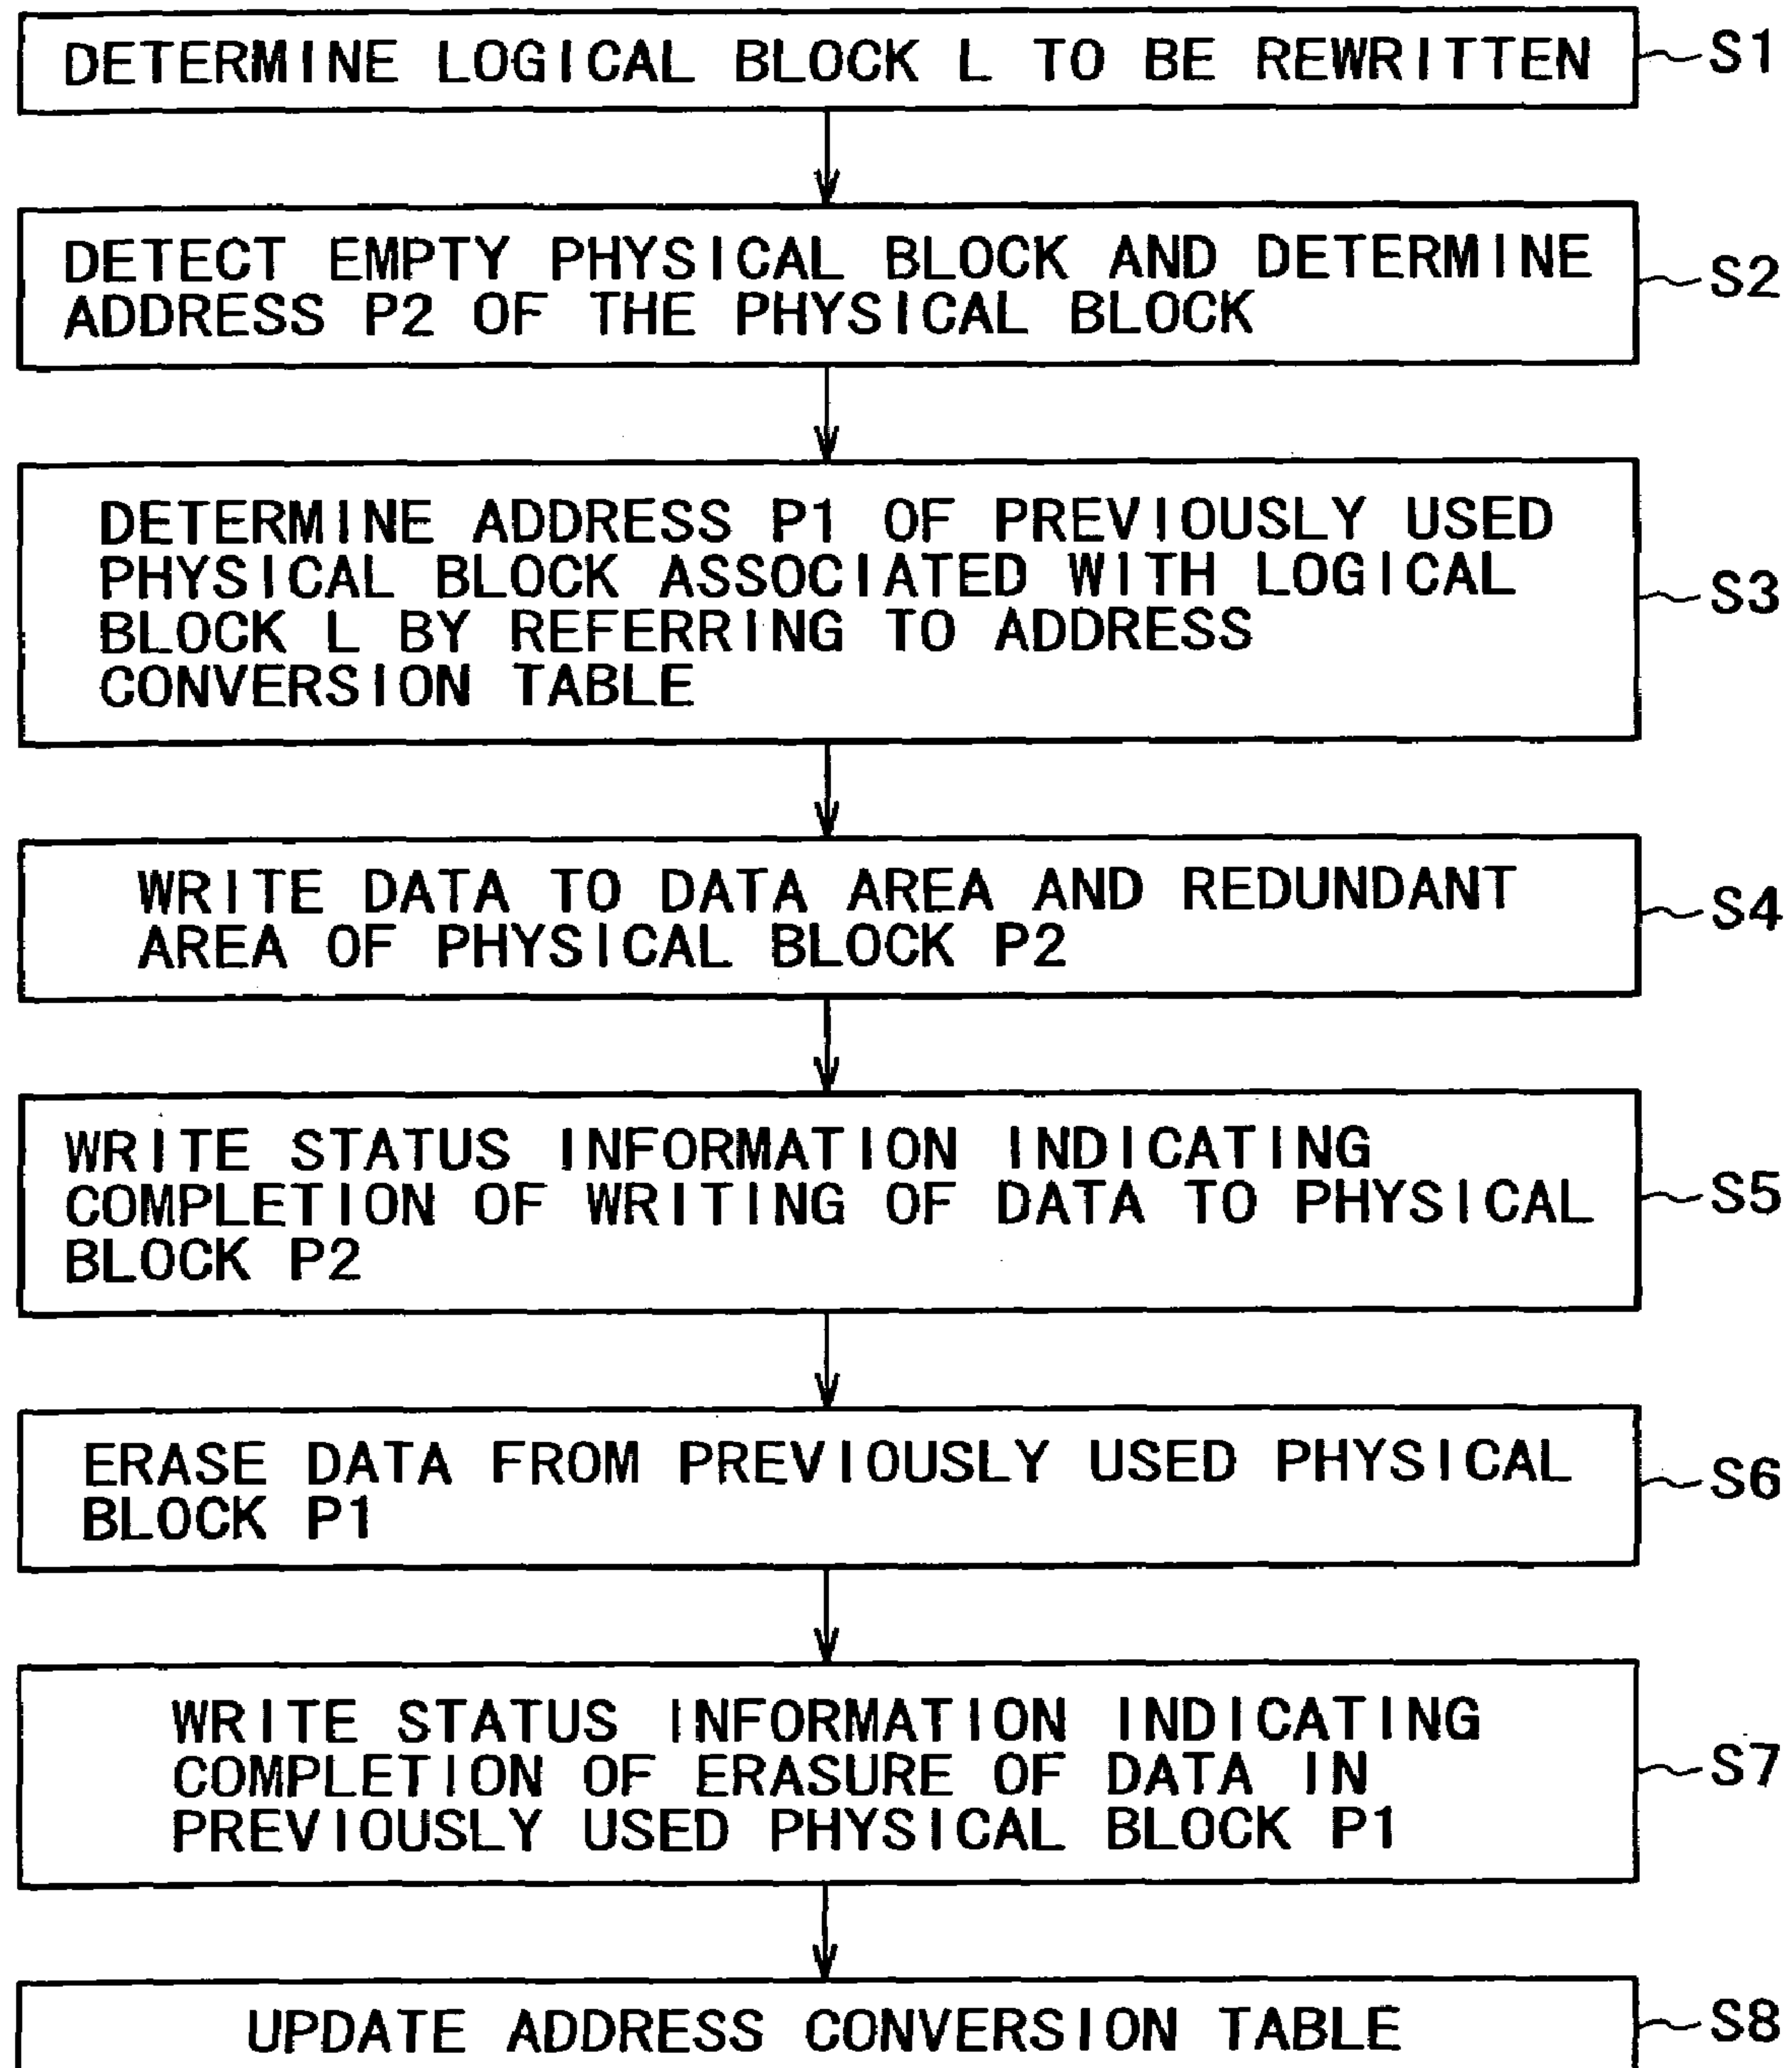 DETERMINE LOGICAL BLOCK L TO BE REWRITTEN
S1
DETECT EMPTY PHYSICAL BLOCK AND DETERMINE
ADDRESS P2 OF THE PHYSICAL BLOCK
S2
DETERMINE ADDRESS P1 OF PREVIOUSLY USED
PHYSICAL BLOCK ASSOCIATED WITH LOGICAL
BLOCK L BY REFERRING TO ADDRESS
CONVERSION TABLE
S3
WRITE DATA TO DATA AREA AND REDUNDANT
AREA OF PHYSICAL BLOCK P2
S4
WRITE STATUS INFORMATION INDICATING
COMPLETION OF WRITING OF DATA TO PHYSICAL
BLOCK P2
S5
ERASE DATA FROM PREVIOUSLY USED PHYSICAL
BLOCK P1
S6
WRITE STATUS INFORMATION INDICATING
COMPLETION OF ERASURE OF DATA IN
PREVIOUSLY USED PHYSICAL BLOCK P1
S7
UPDATE ADDRESS CONVERSION TABLE
S8